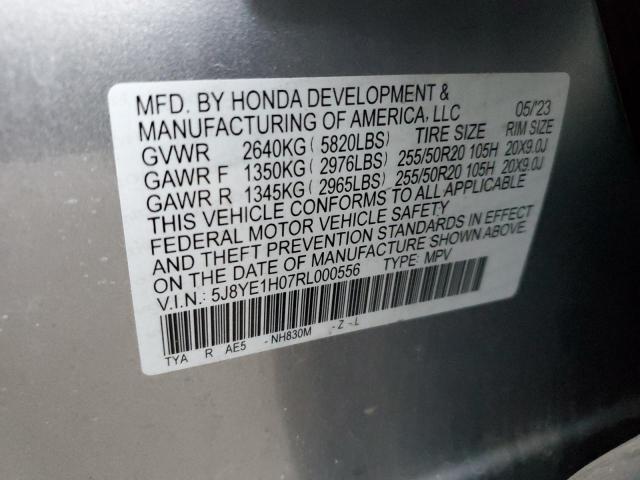 MFD. BY HONDA DEVELOPMENT &
MANUFACTURING OF AMERICA, LLC 05/'23
GVWR 2640KG ( 5820LBS) TIRE SIZE RIM SIZE
GAWR F 1350KG ( 2976LBS) 255/50R20 105H 20X9.0J
GAWR R 1345KG ( 2965LBS) 255/50R20 105H 20X9.0J
THIS VEHICLE CONFORMS TO ALL APPLICABLE
FEDERAL MOTOR VEHICLE SAFETY
AND THEFT PREVENTION STANDARDS IN EFFECT
ON THE DATE OF MANUFACTURE SHOWN ABOVE.
V.I.N.: 5J8YE1H07RL000556 TYPE: MPV
TYA R AE5 -NH830M -Z-L